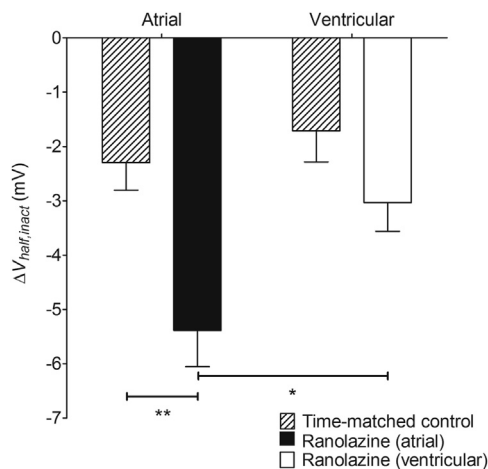 Atrial Ventricular
0
-1
-2
-3
-4
-5
-6
-7
ΔVhalf,inact (mV)
**
*
Time-matched control
Ranolazine (atrial)
Ranolazine (ventricular)